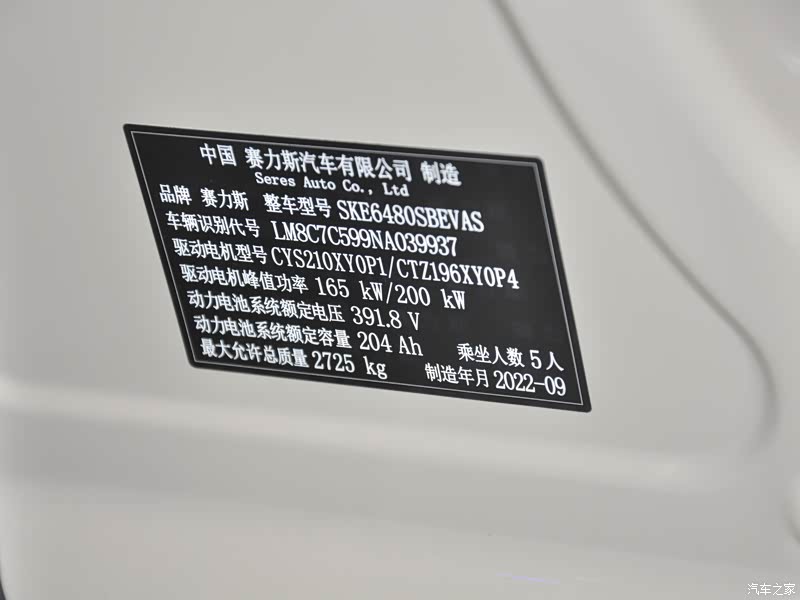 中国 赛力斯汽车有限公司 制造
Seres Auto Co., Ltd
品牌 赛力斯 整车型号 SKE6480SBEVAS
车辆识别代号 LM8C7C599NA039937
驱动电机型号 CYS210XY0P1/CTZ196XY0P4
驱动电机峰值功率 165 kW/200 kW
动力电池系统额定电压 391.8 V
动力电池系统额定容量 204 Ah 乘坐人数 5 人
最大允许总质量 2725 kg 制造年月 2022-09
汽车之家